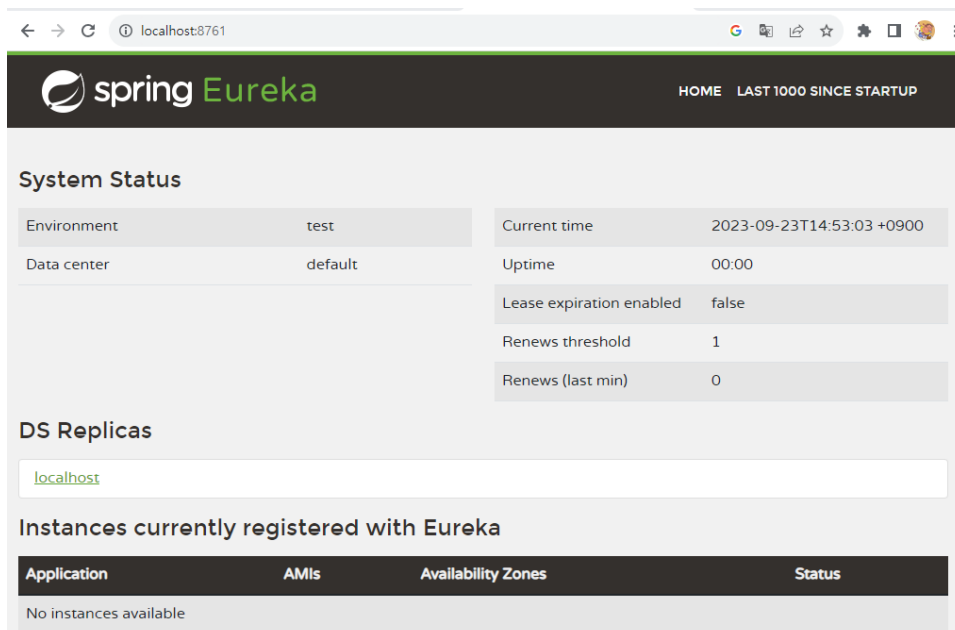 localhost:8761
spring Eureka
HOME LAST 1000 SINCE STARTUP
System Status
Environment test
Data center default
Current time 2023-09-23T14:53:03 +0900
Uptime 00:00
Lease expiration enabled false
Renews threshold 1
Renews (last min) 0
DS Replicas
localhost
Instances currently registered with Eureka
Application AMIs Availability Zones Status
No instances available